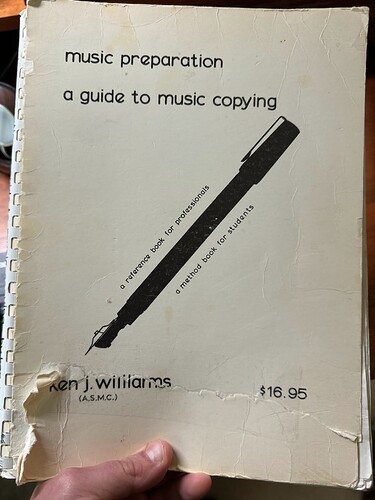 music preparation
a guide to music copying
a reference book for professionals
a method book for students
ken j. williams
(A.S.M.C.)
$16.95